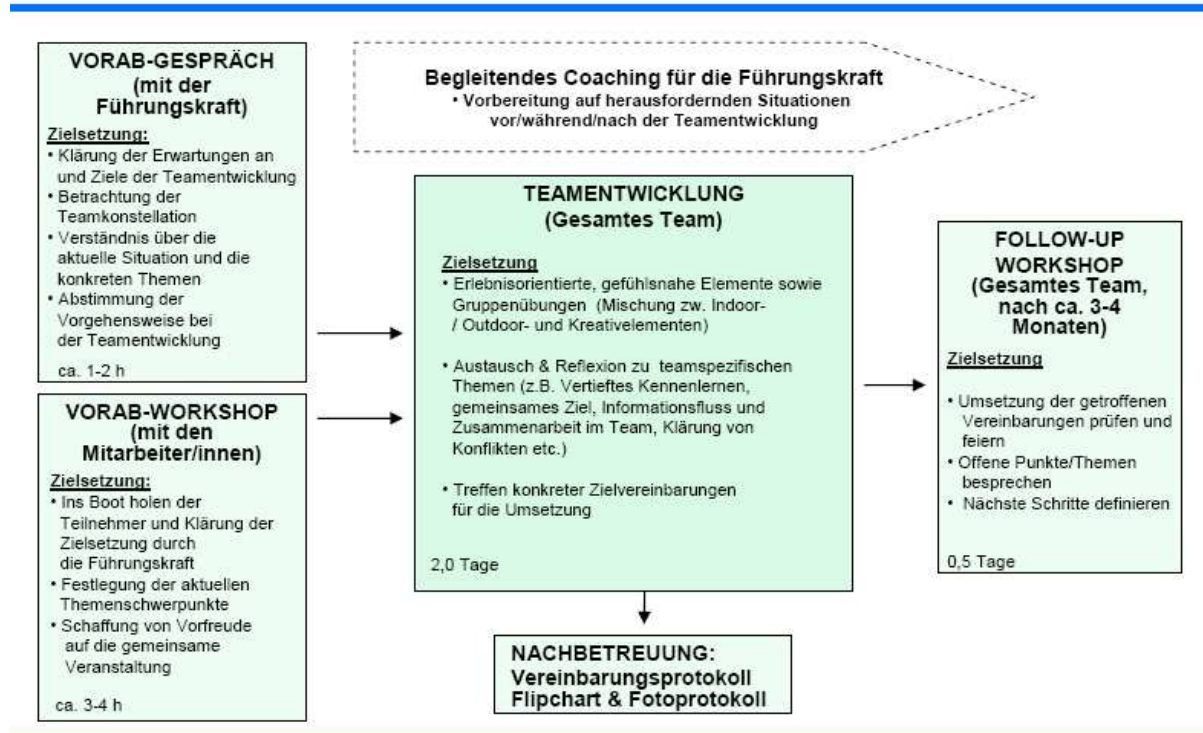 VORAB-GESPRÄCH
(mit der
Führungskraft)
Zielsetzung:
• Klärung der Erwartungen an
und Ziele der Teamentwicklung
• Betrachtung der
Teamkonstellation
• Verständnis über die
aktuelle Situation und die
konkreten Themen
• Abstimmung der
Vorgehensweise bei
der Teamentwicklung
ca. 1-2 h
VORAB-WORKSHOP
(mit den
Mitarbeiter/innen)
Zielsetzung:
• Ins Boot holen der
Teilnehmer und Klärung der
Zielsetzung durch
die Führungskraft
• Festlegung der aktuellen
Themenschwerpunkte
• Schaffung von Vorfreude
auf die gemeinsame
Veranstaltung
ca. 3-4 h
Begleitendes Coaching für die Führungskraft
• Vorbereitung auf herausfordernden Situationen
vor/während/nach der Teamentwicklung
TEAMENTWICKLUNG
(Gesamtes Team)
Zielsetzung
• Erlebnisorientierte, gefühlsnahe Elemente sowie
Gruppenübungen (Mischung zw. Indoor-
/ Outdoor- und Kreativelementen)
• Austausch & Reflexion zu teamspezifischen
Themen (z.B. Vertieftes Kennenlernen,
gemeinsames Ziel, Informationsfluss und
Zusammenarbeit im Team, Klärung von
Konflikten etc.)
• Treffen konkreter Zielvereinbarungen
für die Umsetzung
2,0 Tage
NACHBETREUUNG:
Vereinbarungsprotokoll
Flipchart & Fotoprotokoll
FOLLOW-UP
WORKSHOP
(Gesamtes Team,
nach ca. 3-4
Monaten)
Zielsetzung
• Umsetzung der getroffenen
Vereinbarungen prüfen und
feiern
• Offene Punkte/Themen
besprechen
• Nächste Schritte definieren
0,5 Tage